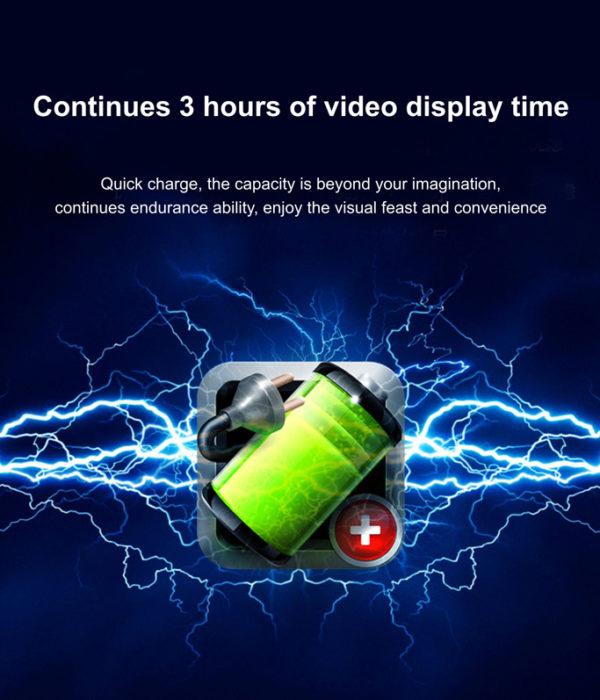 Continues 3 hours of video display time
Quick charge, the capacity is beyond your imagination,
continues endurance ability, enjoy the visual feast and convenience